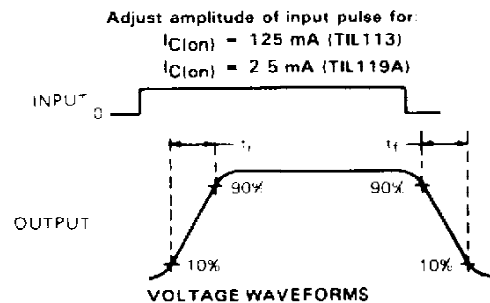 Adjust amplitude of input pulse for:
IC(on) = 125 mA (TIL113)
IC(on) = 2 5 mA (TIL119A)
INPUT
0
tr
tf
90%
90%
OUTPUT
10%
10%
VOLTAGE WAVEFORMS